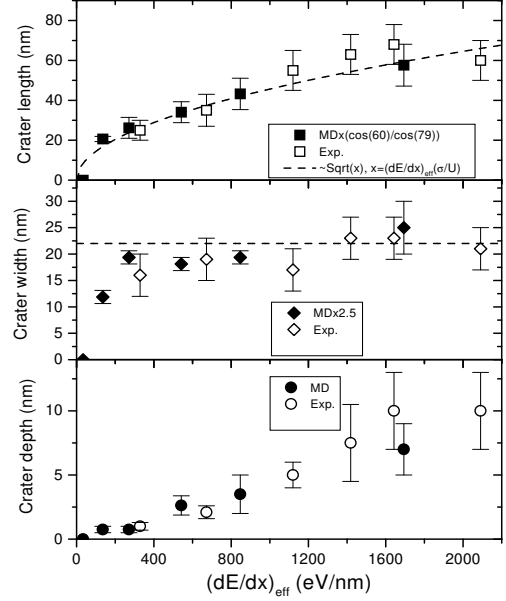 80
60
40
20
0
Crater length (nm)
MDx(cos(60)/cos(79))
Exp.
~Sqrt(x), x=(dE/dx)eff(σ/U)
30
25
20
15
10
5
0
Crater width (nm)
MDx2.5
Exp.
10
5
0
Crater depth (nm)
MD
Exp.
0 400 800 1200 1600 2000
(dE/dx)eff (eV/nm)